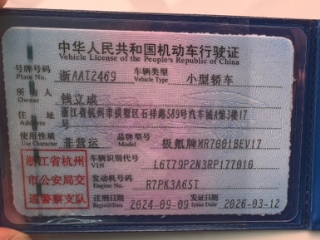 中华人民共和国机动车行驶证
Vehicle License of the People's Republic of China
号牌号码 浙AAT2469 车辆类型 小型轿车
Plate No. Vehicle Type
所有人 钱立成
Owner
住址 浙江省杭州市拱墅区石祥路589号汽车城A馆3楼17号
Address
使用性质 非营运 品牌型号 极氪牌MR7001BEV17
Use Character Model
浙江省杭州
市公安局交
通警察支队
车辆识别代号 L6T79P2N3RP177010
VIN
发动机号码 R7PK3A6ST
Engine No.
注册日期 2024-09-09 发证日期 2026-03-12
Register Date Issue Date